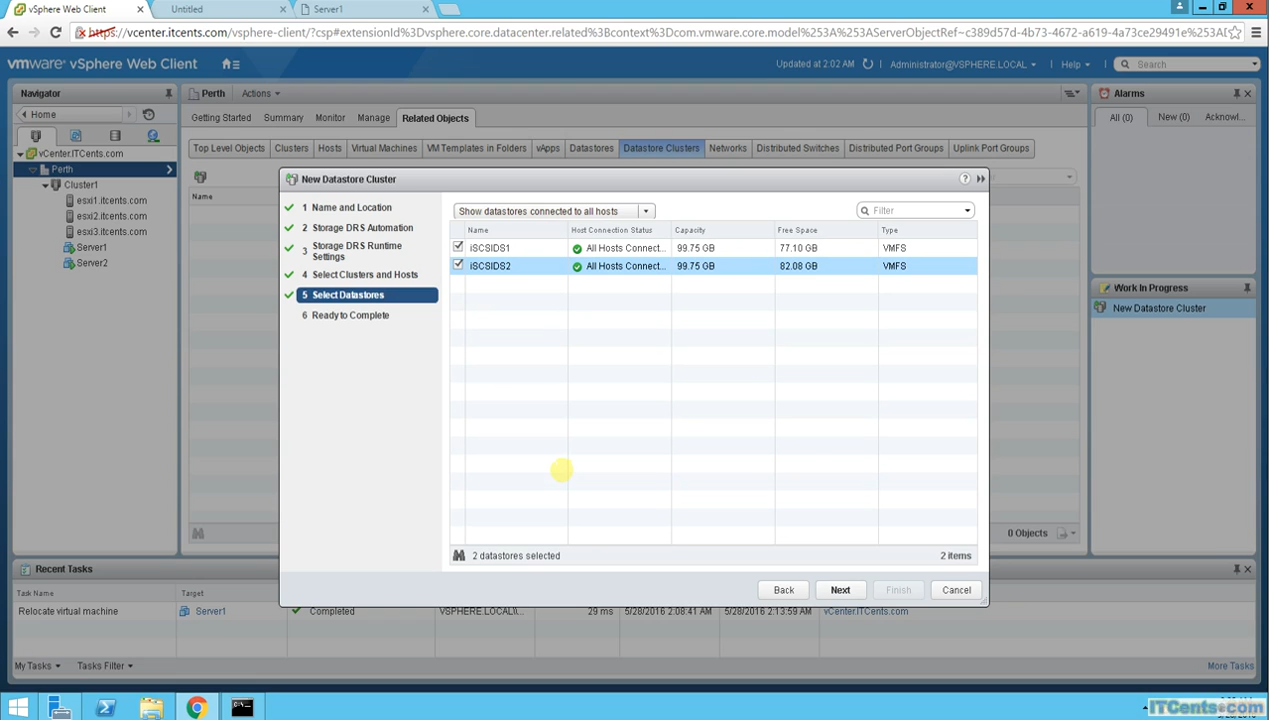 vSphere Web Client
Untitled
Server1
https://vcenter.itcents.com/vsphere-client/?csp#extensionId%3Dvsphere.core.datacenter.related%3Bcontext%3Dcom.vmware.core.model%253A%253AServerObjectRef~c389d57d-4b73-4672-a619-4a73ce29491e%253A
vmware® vSphere Web Client
Updated at 2:02 AM
Administrator@VSPHERE.LOCAL
Help
Search
Navigator
Home
vCenter.ITCents.com
Perth
Cluster1
esxi1.itcents.com
esxi2.itcents.com
esxi3.itcents.com
Server1
Server2
Perth
Actions
Getting Started
Summary
Monitor
Manage
Related Objects
Top Level Objects
Clusters
Hosts
Virtual Machines
VM Templates in Folders
vApps
Datastores
Datastore Clusters
Networks
Distributed Switches
Distributed Port Groups
Uplink Port Groups
Name
0 Objects
New Datastore Cluster
1 Name and Location
2 Storage DRS Automation
3 Storage DRS Runtime
Settings
4 Select Clusters and Hosts
5 Select Datastores
6 Ready to Complete
Show datastores connected to all hosts
Filter
Name Host Connection Status Capacity Free Space Type
iSCSIDS1 All Hosts Connect... 99.75 GB 77.10 GB VMFS
iSCSIDS2 All Hosts Connect... 99.75 GB 82.08 GB VMFS
2 datastores selected
2 items
Back
Next
Finish
Cancel
Alarms
All (0)
New (0)
Acknowl...
Work In Progress
New Datastore Cluster
Recent Tasks
Task Name
Target
Relocate virtual machine Server1 Completed VSPHERE.LOCAL\\... 29 ms 5/28/2016 2:08:41 AM 5/28/2016 2:13:59 AM vCenter.ITCents.com
My Tasks
Tasks Filter
More Tasks
ITCents.com